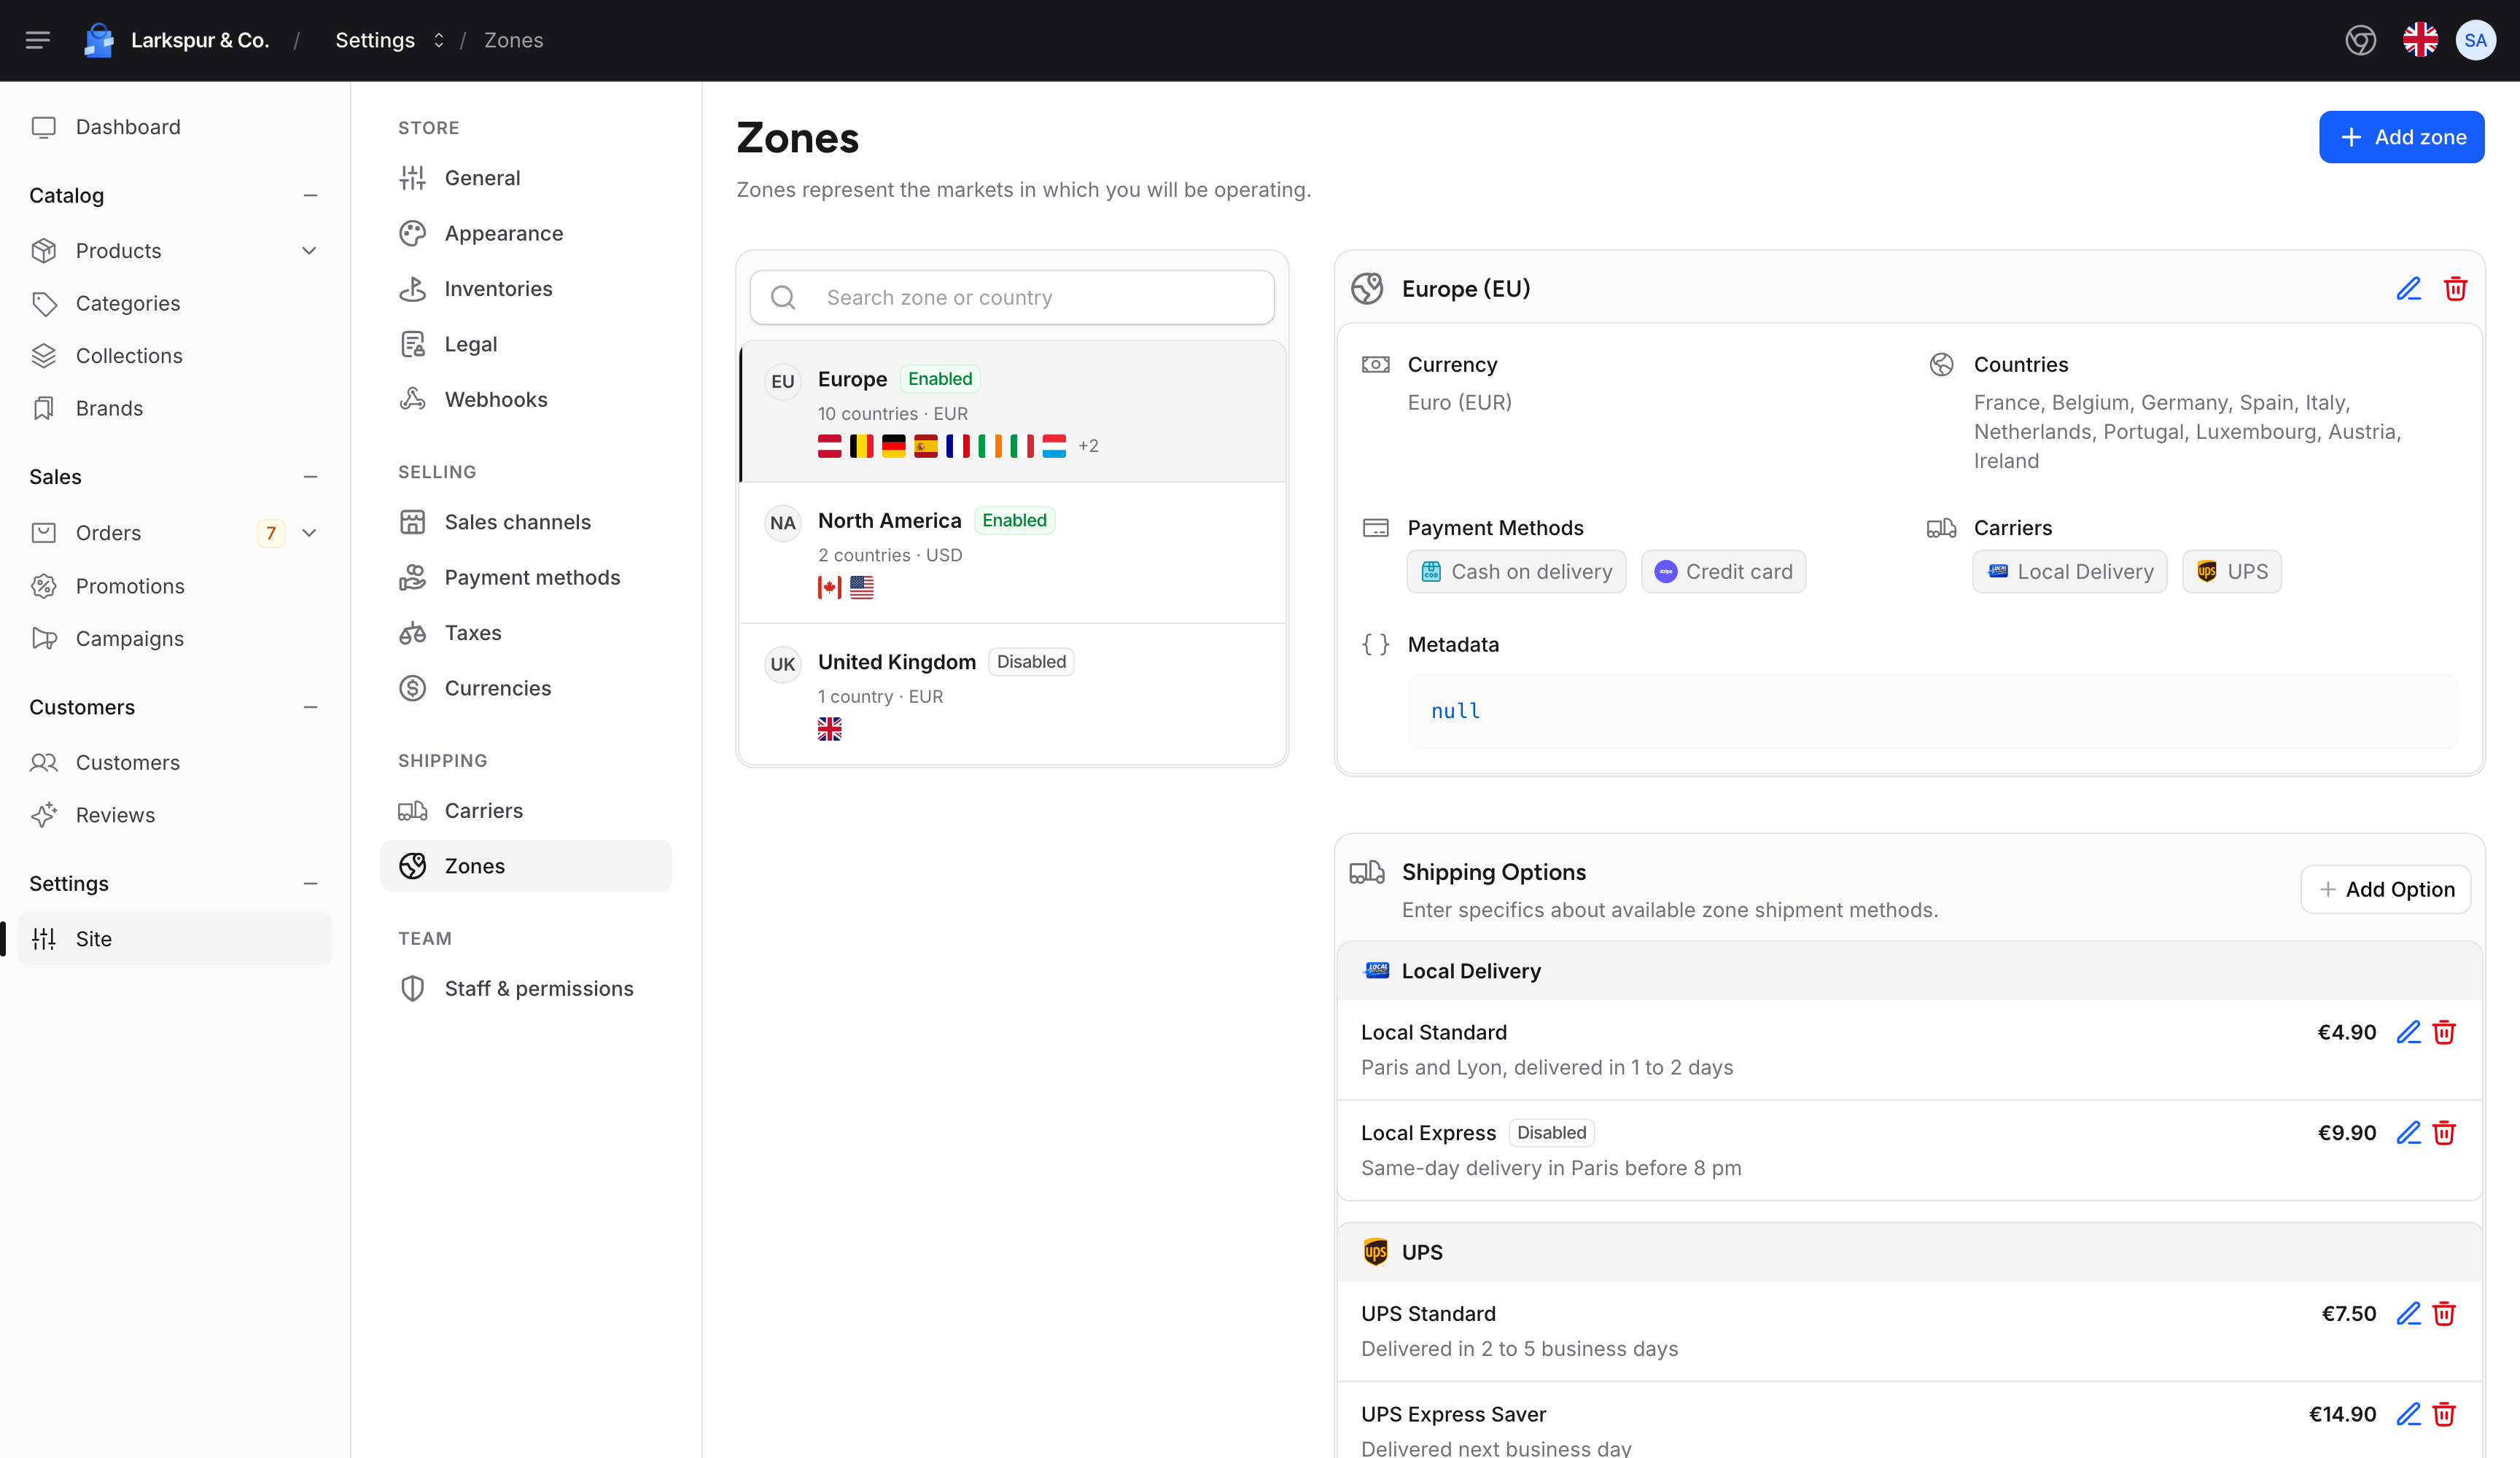 Larkspur & Co. / Settings / Zones
SA
Dashboard
Catalog
Products
Categories
Collections
Brands
Sales
Orders 7
Promotions
Campaigns
Customers
Customers
Reviews
Settings
Site
STORE
General
Appearance
Inventories
Legal
Webhooks
SELLING
Sales channels
Payment methods
Taxes
Currencies
SHIPPING
Carriers
Zones
TEAM
Staff & permissions
Zones
Zones represent the markets in which you will be operating.
Add zone
Search zone or country
EU Europe Enabled
10 countries · EUR
+2
NA North America Enabled
2 countries · USD
UK United Kingdom Disabled
1 country · EUR
Europe (EU)
Currency
Euro (EUR)
Countries
France, Belgium, Germany, Spain, Italy,
Netherlands, Portugal, Luxembourg, Austria,
Ireland
Payment Methods
COD Cash on delivery
stripe Credit card
Carriers
LOCAL Local Delivery
ups UPS
{ } Metadata
null
Shipping Options
Enter specifics about available zone shipment methods.
Add Option
LOCAL Local Delivery
Local Standard €4.90
Paris and Lyon, delivered in 1 to 2 days
Local Express Disabled €9.90
Same-day delivery in Paris before 8 pm
ups UPS
UPS Standard €7.50
Delivered in 2 to 5 business days
UPS Express Saver €14.90
Delivered next business day